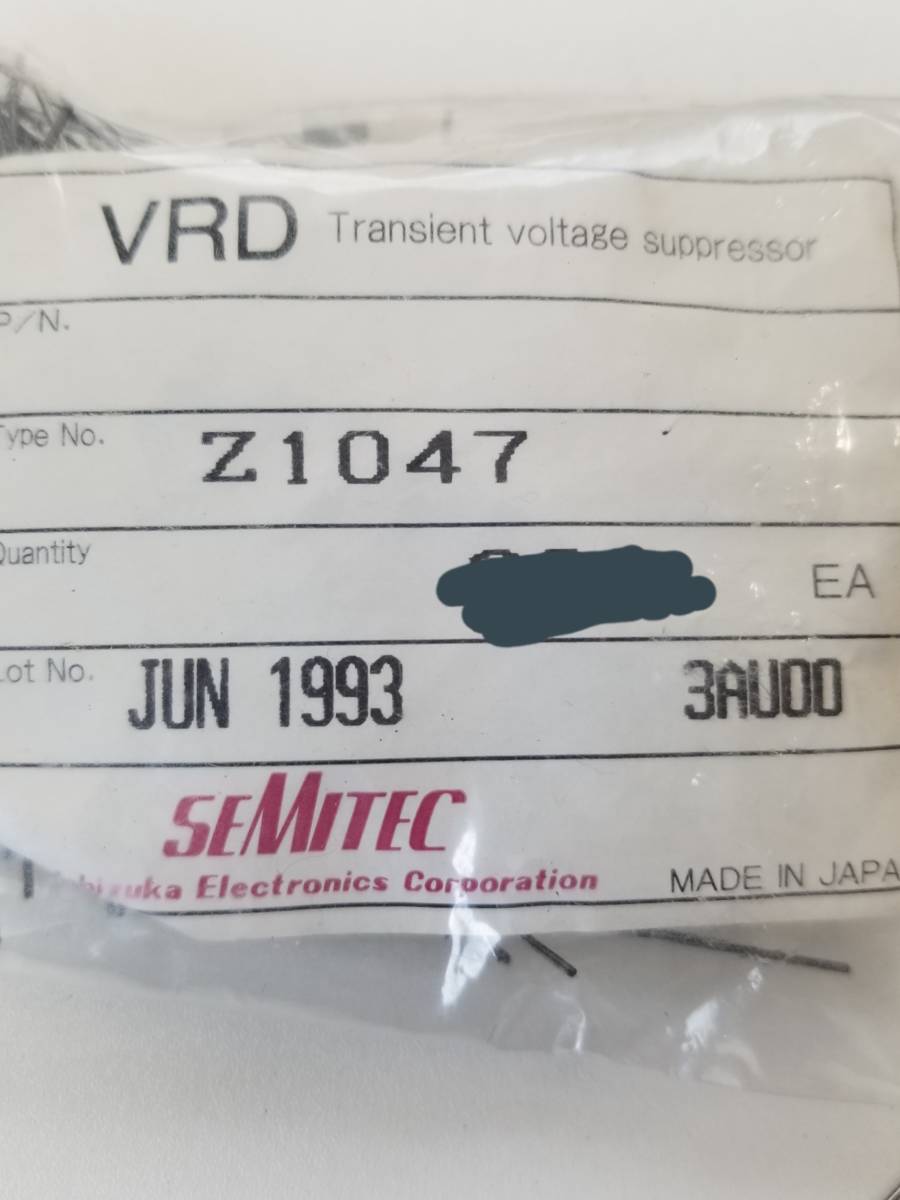 VRD Transient voltage suppressor
P/N.
Type No. Z1047
Quantity EA
Lot No. JUN 1993 3AU00
SEMITEC
Electronics Corporation MADE IN JAPA